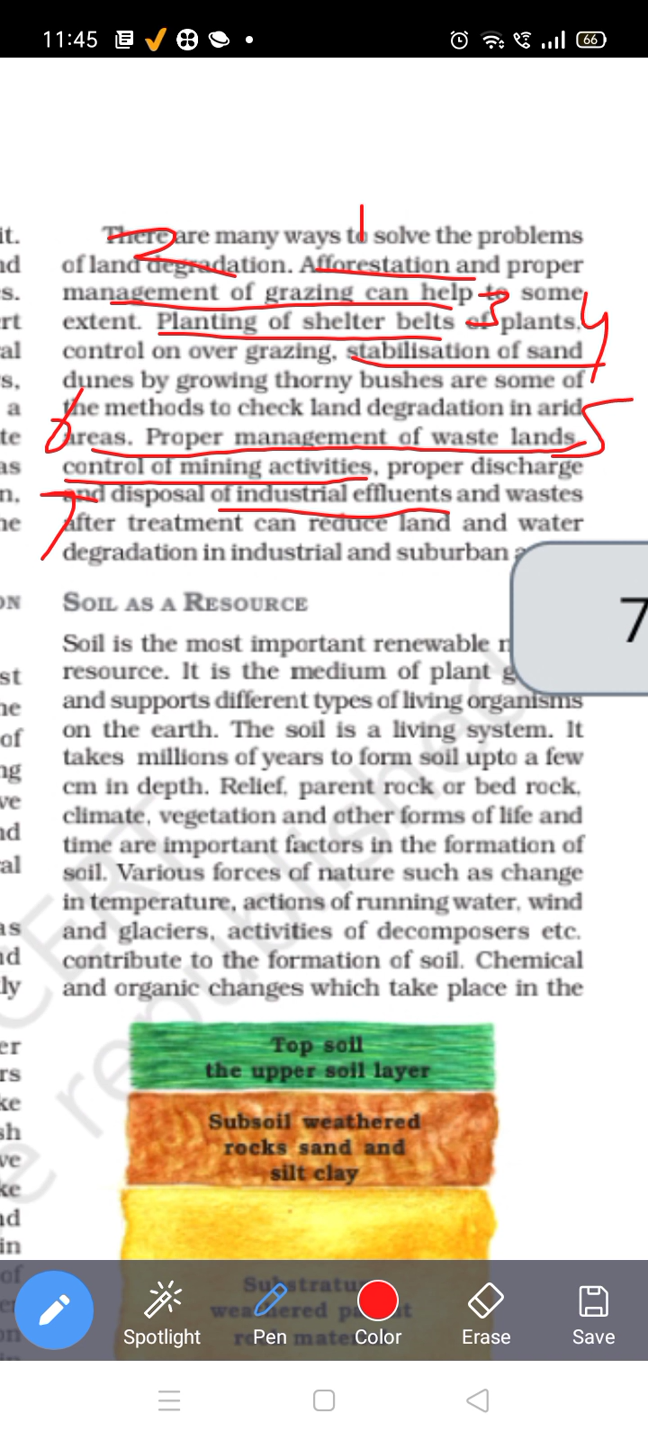 11:45
66
1
it.
There are many ways to solve the problems
2
nd
of land degradation. Afforestation and proper
s.
management of grazing can help to some
3
rt
extent. Planting of shelter belts of plants,
4
al
control on over grazing, stabilisation of sand
s,
dunes by growing thorny bushes are some of
a
the methods to check land degradation in arid
5
te
6
areas. Proper management of waste lands,
as
control of mining activities, proper discharge
n,
7
and disposal of industrial effluents and wastes
ne
after treatment can reduce land and water
degradation in industrial and suburban
7
ON
SOIL AS A RESOURCE
Soil is the most important renewable
st
resource. It is the medium of plant
ne
and supports different types of living organisms
of
on the earth. The soil is a living system. It
ng
takes millions of years to form soil upto a few
ve
cm in depth. Relief, parent rock or bed rock,
nd
climate, vegetation and other forms of life and
al
time are important factors in the formation of
soil. Various forces of nature such as change
in temperature, actions of running water, wind
as
and glaciers, activities of decomposers etc.
nd
contribute to the formation of soil. Chemical
ly
and organic changes which take place in the
er
Top soil
rs
the upper soil layer
ke
Subsoil weathered
sh
rocks sand and
ve
silt clay
ke
nd
in
of
Substratum
weathered parent
rock material
Spotlight
Pen
Color
Erase
Save